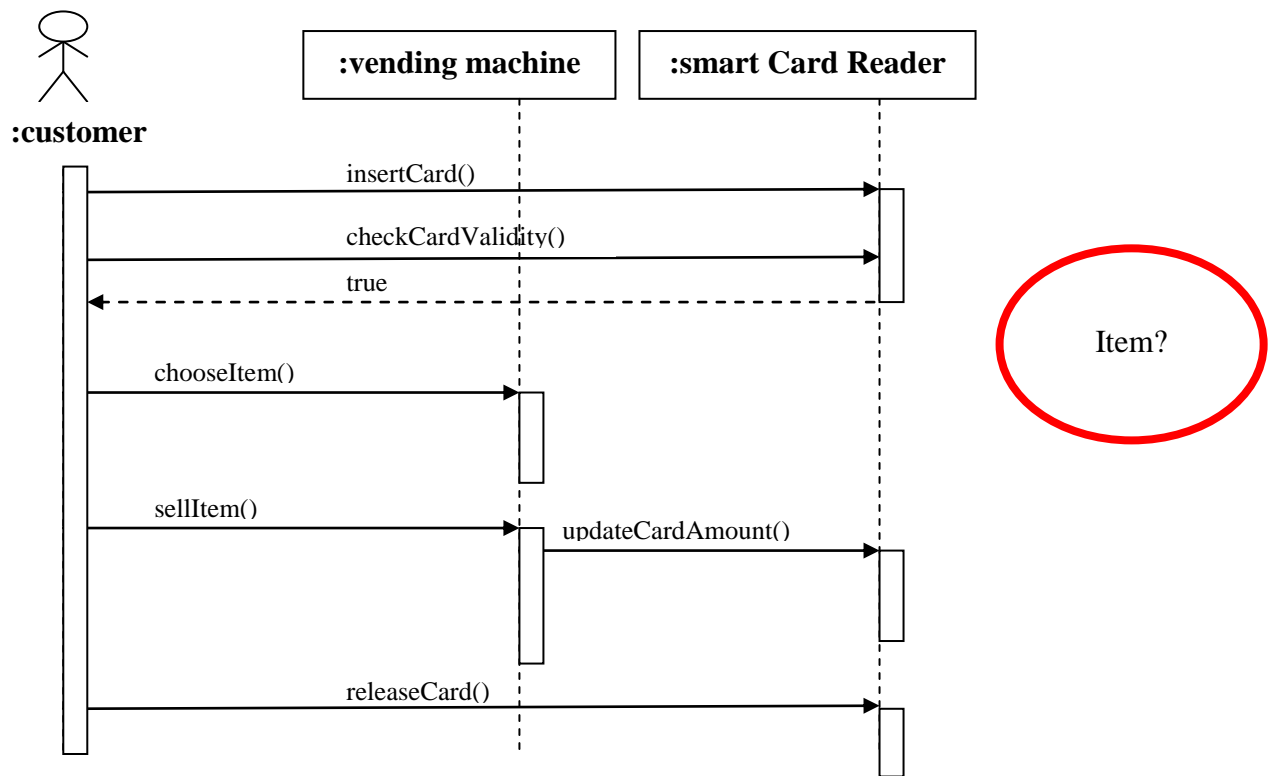 :vending machine
:smart Card Reader
:customer
insertCard()
checkCardValidity()
true
Item?
chooseItem()
sellItem()
updateCardAmount()
releaseCard()